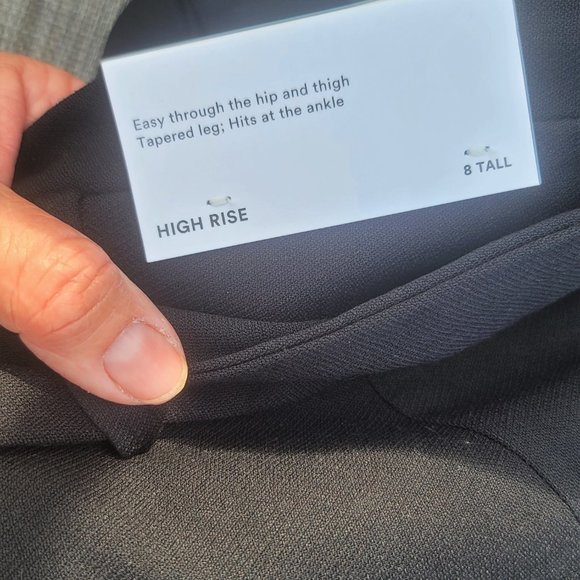 Easy through the hip and thigh
Tapered leg; Hits at the ankle
HIGH RISE
8 TALL